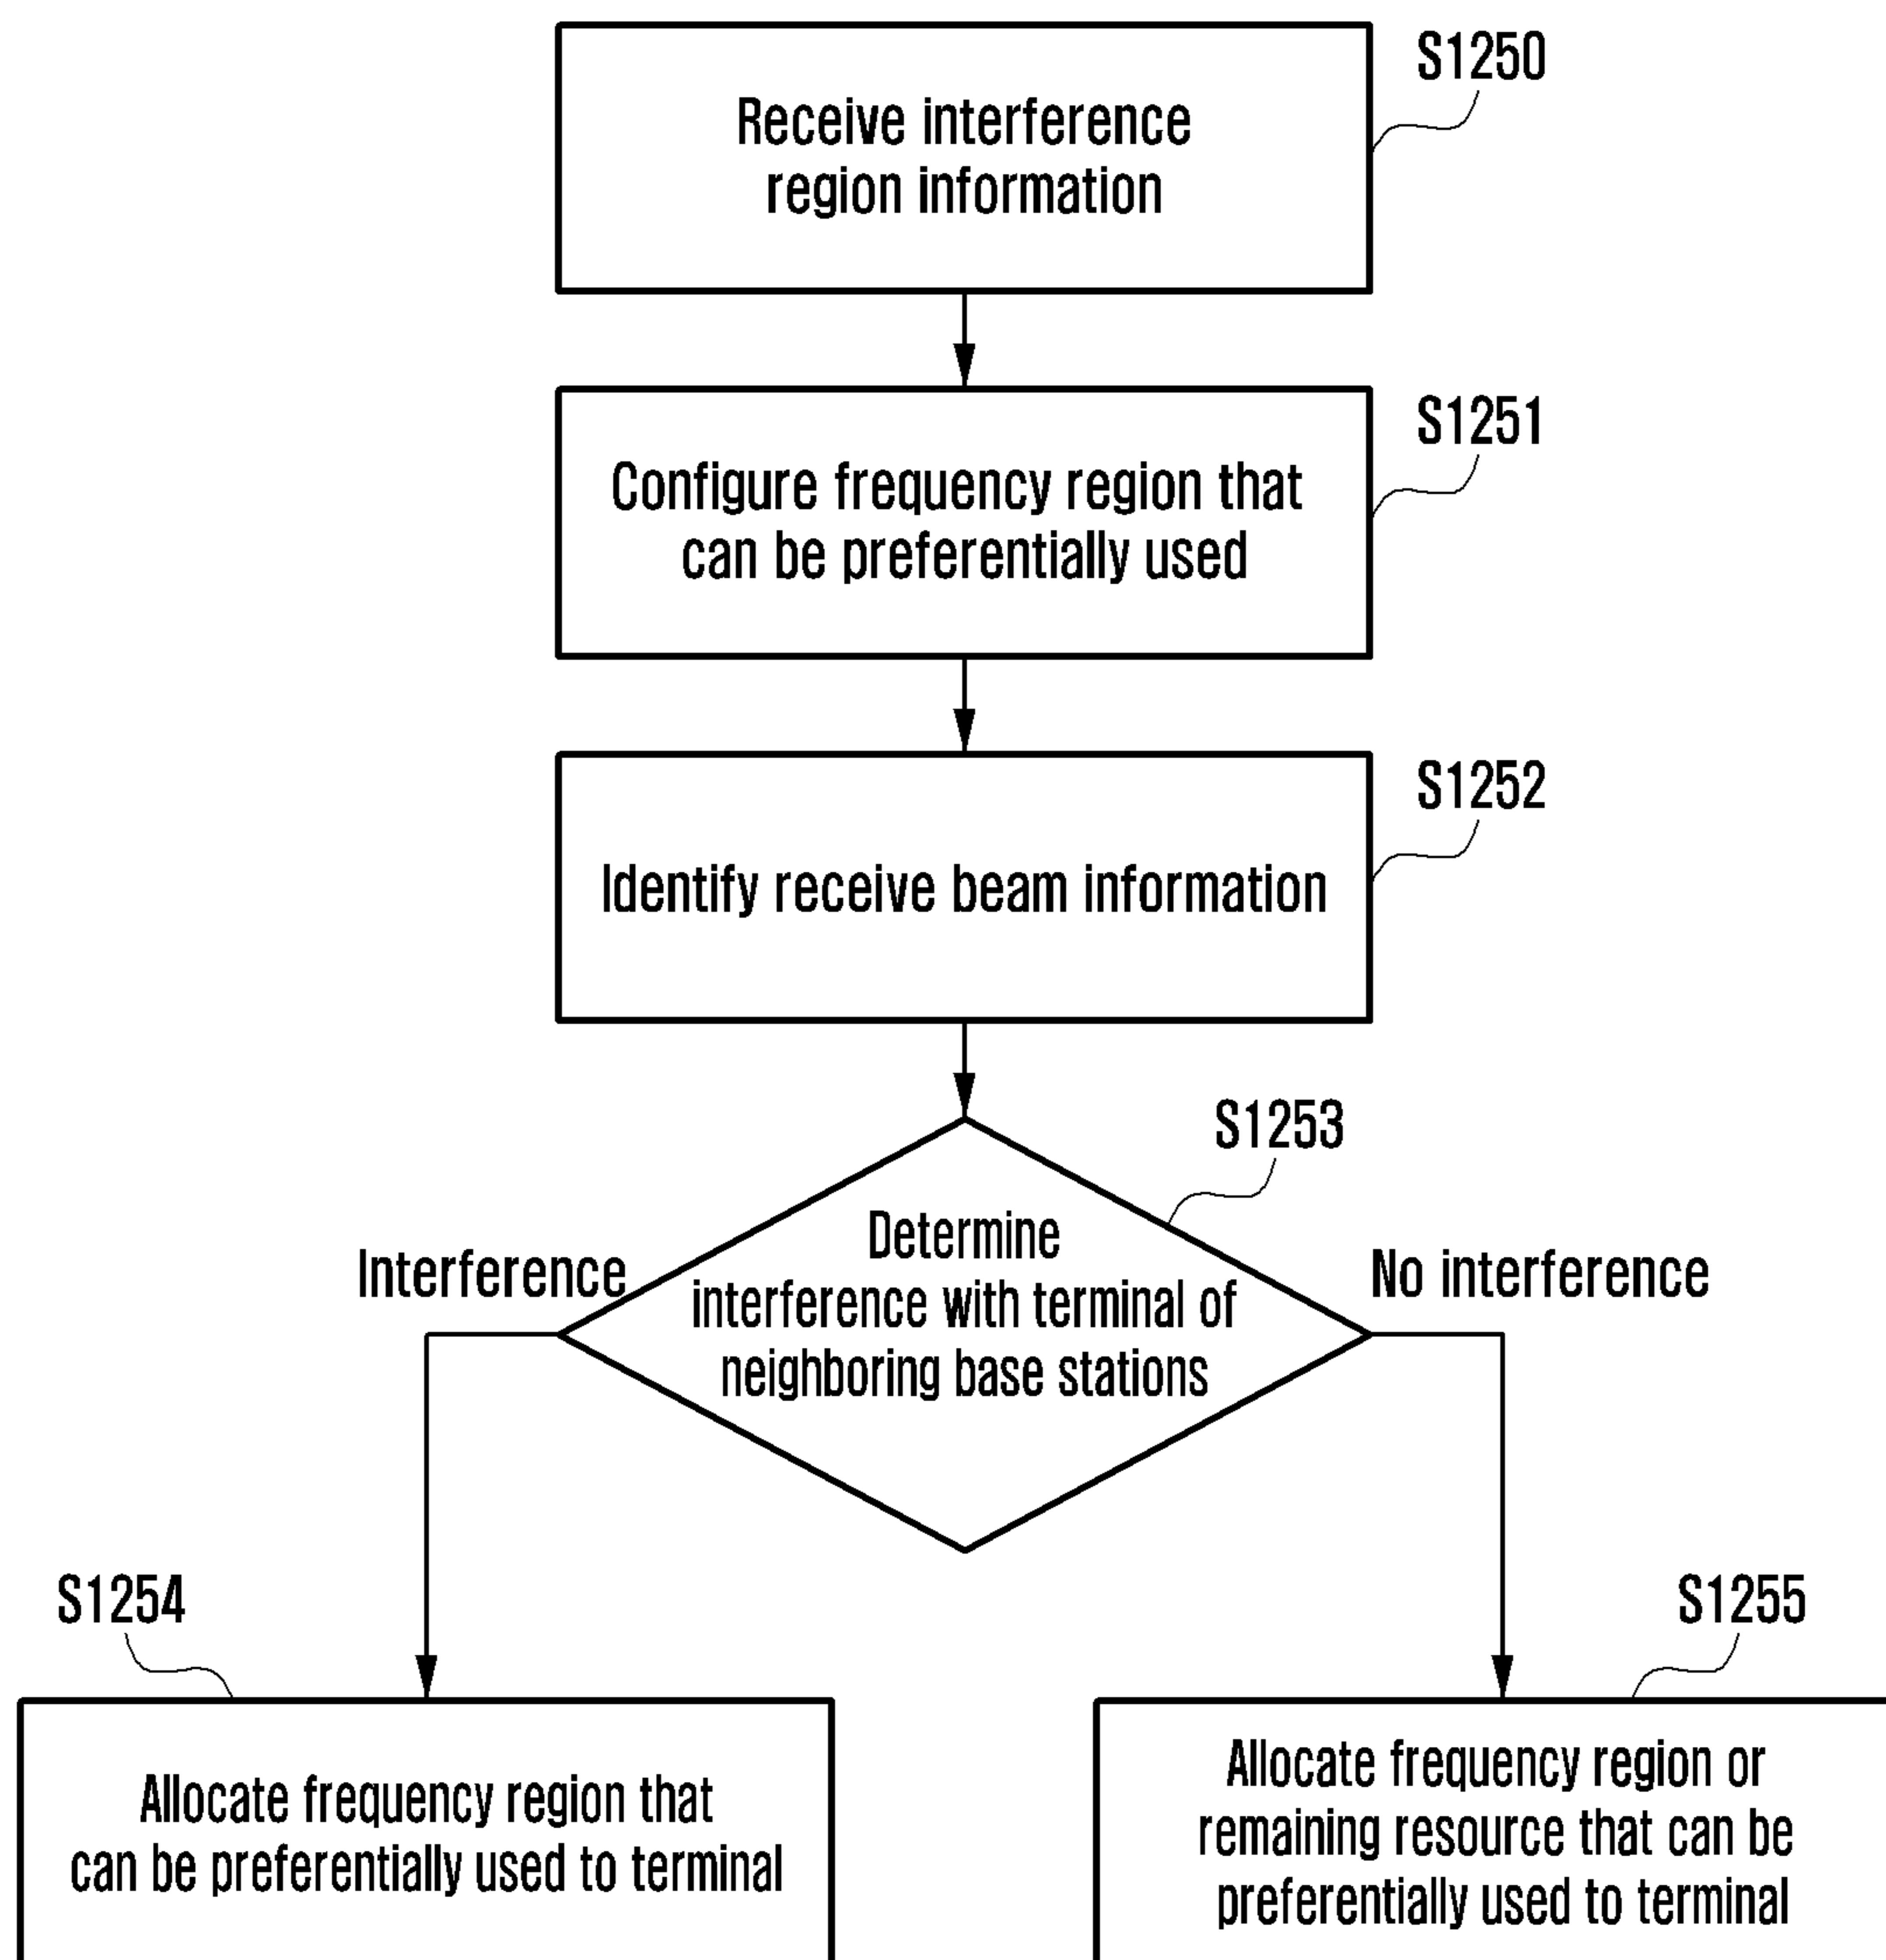 S1250
Receive interference
region information
S1251
Configure frequency region that
can be preferentially used
S1252
Identify receive beam information
S1253
Determine
interference with terminal of
neighboring base stations
Interference
No interference
S1254
Allocate frequency region that
can be preferentially used to terminal
S1255
Allocate frequency region or
remaining resource that can be
preferentially used to terminal